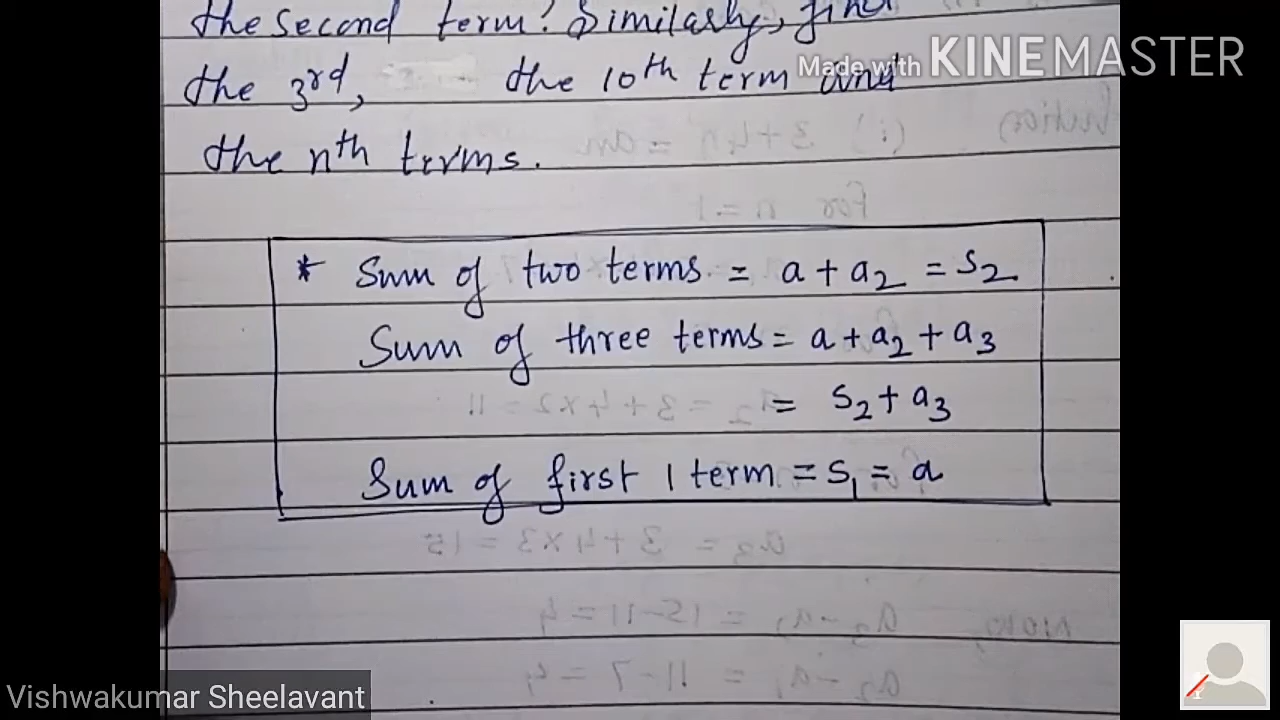 the second term? Similarly, find
the 3rd, the 10th term and
the nth terms.
Made with KINEMASTER
* Sum of two terms = a + a2 = S2
Sum of three terms = a + a2 + a3
= S2 + a3
Sum of first 1 term = S1 = a
Vishwakumar Sheelavant